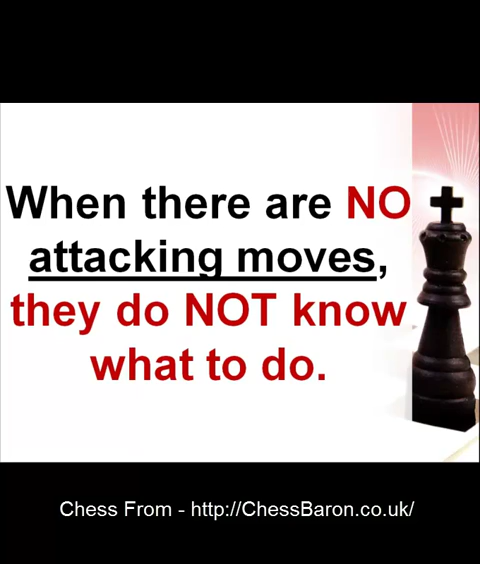 When there are NO
attacking moves,
they do NOT know
what to do.
Chess From - http://ChessBaron.co.uk/